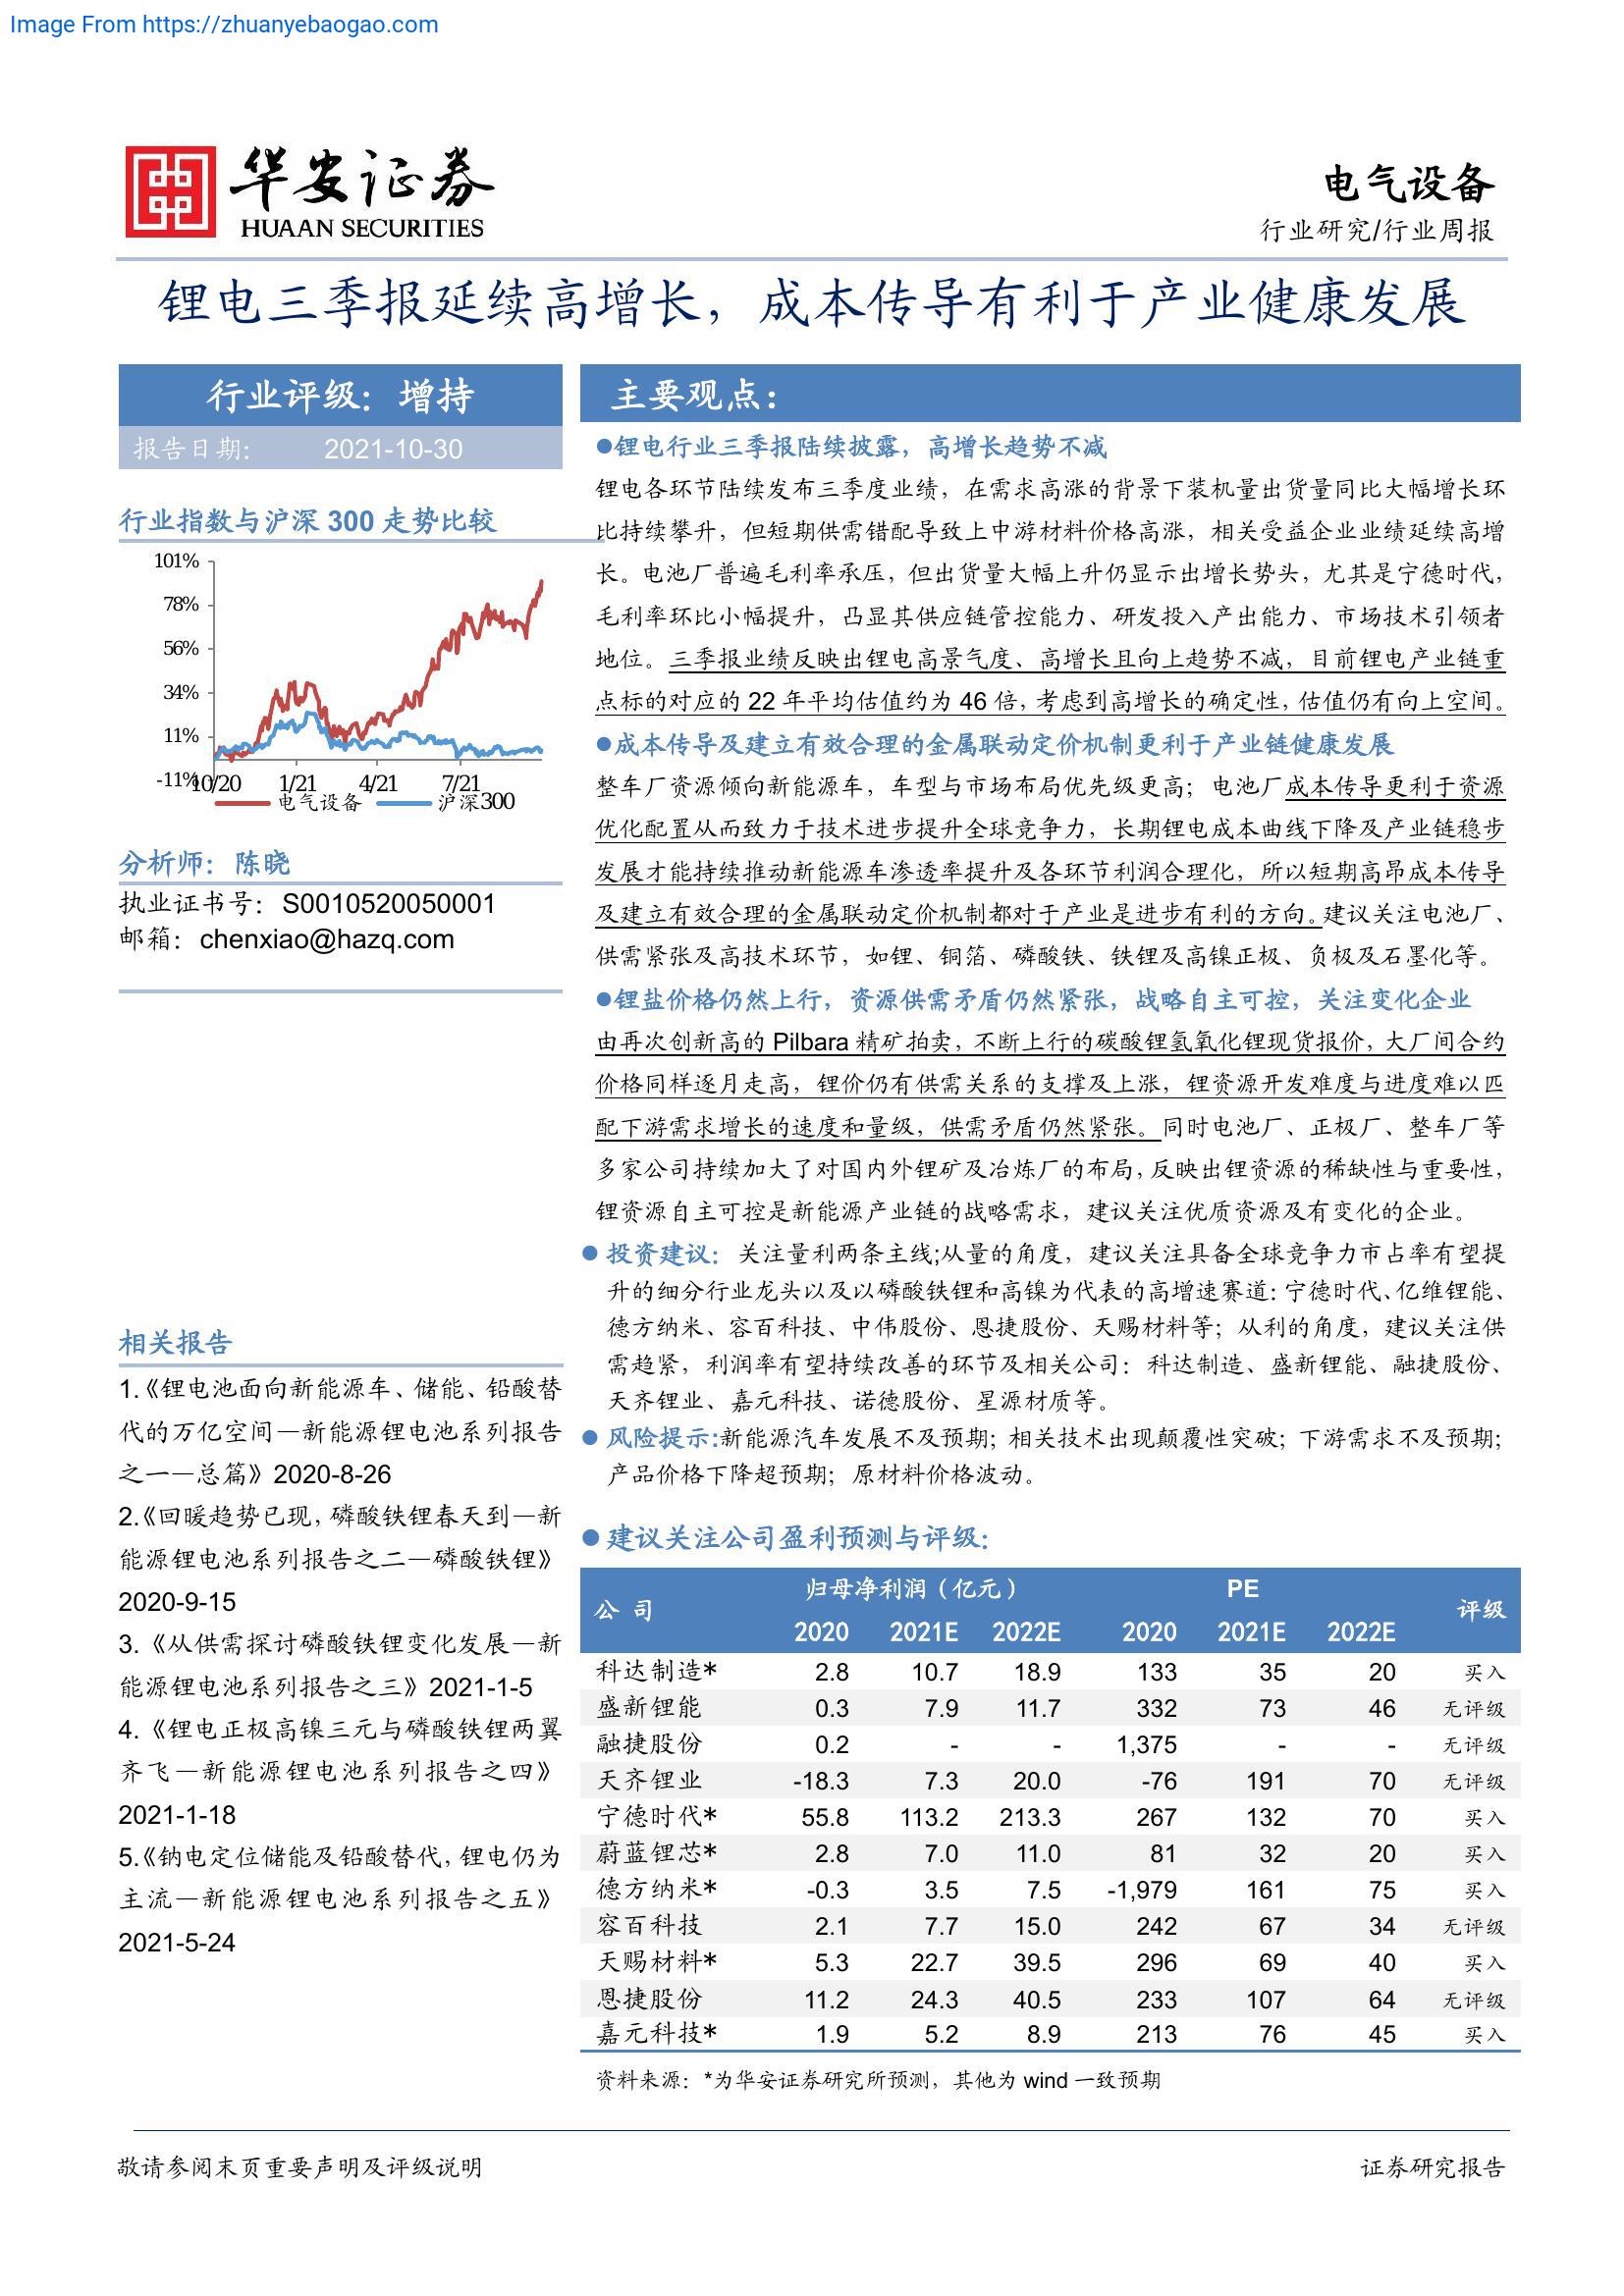 Image From https://zhuanyebaogao.com
华安证券
HUAAN SECURITIES
电气设备
行业研究/行业周报
锂电三季报延续高增长，成本传导有利于产业健康发展
行业评级：增持
报告日期： 2021-10-30
行业指数与沪深 300 走势比较
101%
78%
56%
34%
11%
-11%
10/20 1/21 4/21 7/21
电气设备 沪深300
分析师：陈晓
执业证书号：S0010520050001
邮箱：chenxiao@hazq.com
相关报告
1.《锂电池面向新能源车、储能、铅酸替
代的万亿空间—新能源锂电池系列报告
之一—总篇》2020-8-26
2.《回暖趋势已现，磷酸铁锂春天到—新
能源锂电池系列报告之二—磷酸铁锂》
2020-9-15
3.《从供需探讨磷酸铁锂变化发展—新
能源锂电池系列报告之三》2021-1-5
4.《锂电正极高镍三元与磷酸铁锂两翼
齐飞—新能源锂电池系列报告之四》
2021-1-18
5.《钠电定位储能及铅酸替代，锂电仍为
主流—新能源锂电池系列报告之五》
2021-5-24
主要观点：
●锂电行业三季报陆续披露，高增长趋势不减
锂电各环节陆续发布三季度业绩，在需求高涨的背景下装机量出货量同比大幅增长环
比持续攀升，但短期供需错配导致上中游材料价格高涨，相关受益企业业绩延续高增
长。电池厂普遍毛利率承压，但出货量大幅上升仍显示出增长势头，尤其是宁德时代，
毛利率环比小幅提升，凸显其供应链管控能力、研发投入产出能力、市场技术引领者
地位。三季报业绩反映出锂电高景气度、高增长且向上趋势不减，目前锂电产业链重
点标的对应的 22 年平均估值约为 46 倍，考虑到高增长的确定性，估值仍有向上空间。
●成本传导及建立有效合理的金属联动定价机制更利于产业链健康发展
整车厂资源倾向新能源车，车型与市场布局优先级更高；电池厂成本传导更利于资源
优化配置从而致力于技术进步提升全球竞争力，长期锂电成本曲线下降及产业链稳步
发展才能持续推动新能源车渗透率提升及各环节利润合理化，所以短期高昂成本传导
及建立有效合理的金属联动定价机制都对于产业是进步有利的方向。建议关注电池厂、
供需紧张及高技术环节，如锂、铜箔、磷酸铁、铁锂及高镍正极、负极及石墨化等。
●锂盐价格仍然上行，资源供需矛盾仍然紧张，战略自主可控，关注变化企业
由再次创新高的 Pilbara 精矿拍卖，不断上行的碳酸锂氢氧化锂现货报价，大厂间合约
价格同样逐月走高，锂价仍有供需关系的支撑及上涨，锂资源开发难度与进度难以匹
配下游需求增长的速度和量级，供需矛盾仍然紧张。同时电池厂、正极厂、整车厂等
多家公司持续加大了对国内外锂矿及冶炼厂的布局，反映出锂资源的稀缺性与重要性，
锂资源自主可控是新能源产业链的战略需求，建议关注优质资源及有变化的企业。
● 投资建议：关注量利两条主线;从量的角度，建议关注具备全球竞争力市占率有望提
升的细分行业龙头以及以磷酸铁锂和高镍为代表的高增速赛道：宁德时代、亿维锂能、
德方纳米、容百科技、中伟股份、恩捷股份、天赐材料等；从利的角度，建议关注供
需趋紧，利润率有望持续改善的环节及相关公司：科达制造、盛新锂能、融捷股份、
天齐锂业、嘉元科技、诺德股份、星源材质等。
● 风险提示:新能源汽车发展不及预期；相关技术出现颠覆性突破；下游需求不及预期；
产品价格下降超预期；原材料价格波动。
● 建议关注公司盈利预测与评级：
公 司 归母净利润（亿元） PE 评级
2020 2021E 2022E 2020 2021E 2022E
科达制造* 2.8 10.7 18.9 133 35 20 买入
盛新锂能 0.3 7.9 11.7 332 73 46 无评级
融捷股份 0.2 - - 1,375 - - 无评级
天齐锂业 -18.3 7.3 20.0 -76 191 70 无评级
宁德时代* 55.8 113.2 213.3 267 132 70 买入
蔚蓝锂芯* 2.8 7.0 11.0 81 32 20 买入
德方纳米* -0.3 3.5 7.5 -1,979 161 75 买入
容百科技 2.1 7.7 15.0 242 67 34 无评级
天赐材料* 5.3 22.7 39.5 296 69 40 买入
恩捷股份 11.2 24.3 40.5 233 107 64 无评级
嘉元科技* 1.9 5.2 8.9 213 76 45 买入
资料来源：*为华安证券研究所预测，其他为 wind 一致预期
敬请参阅末页重要声明及评级说明
证券研究报告